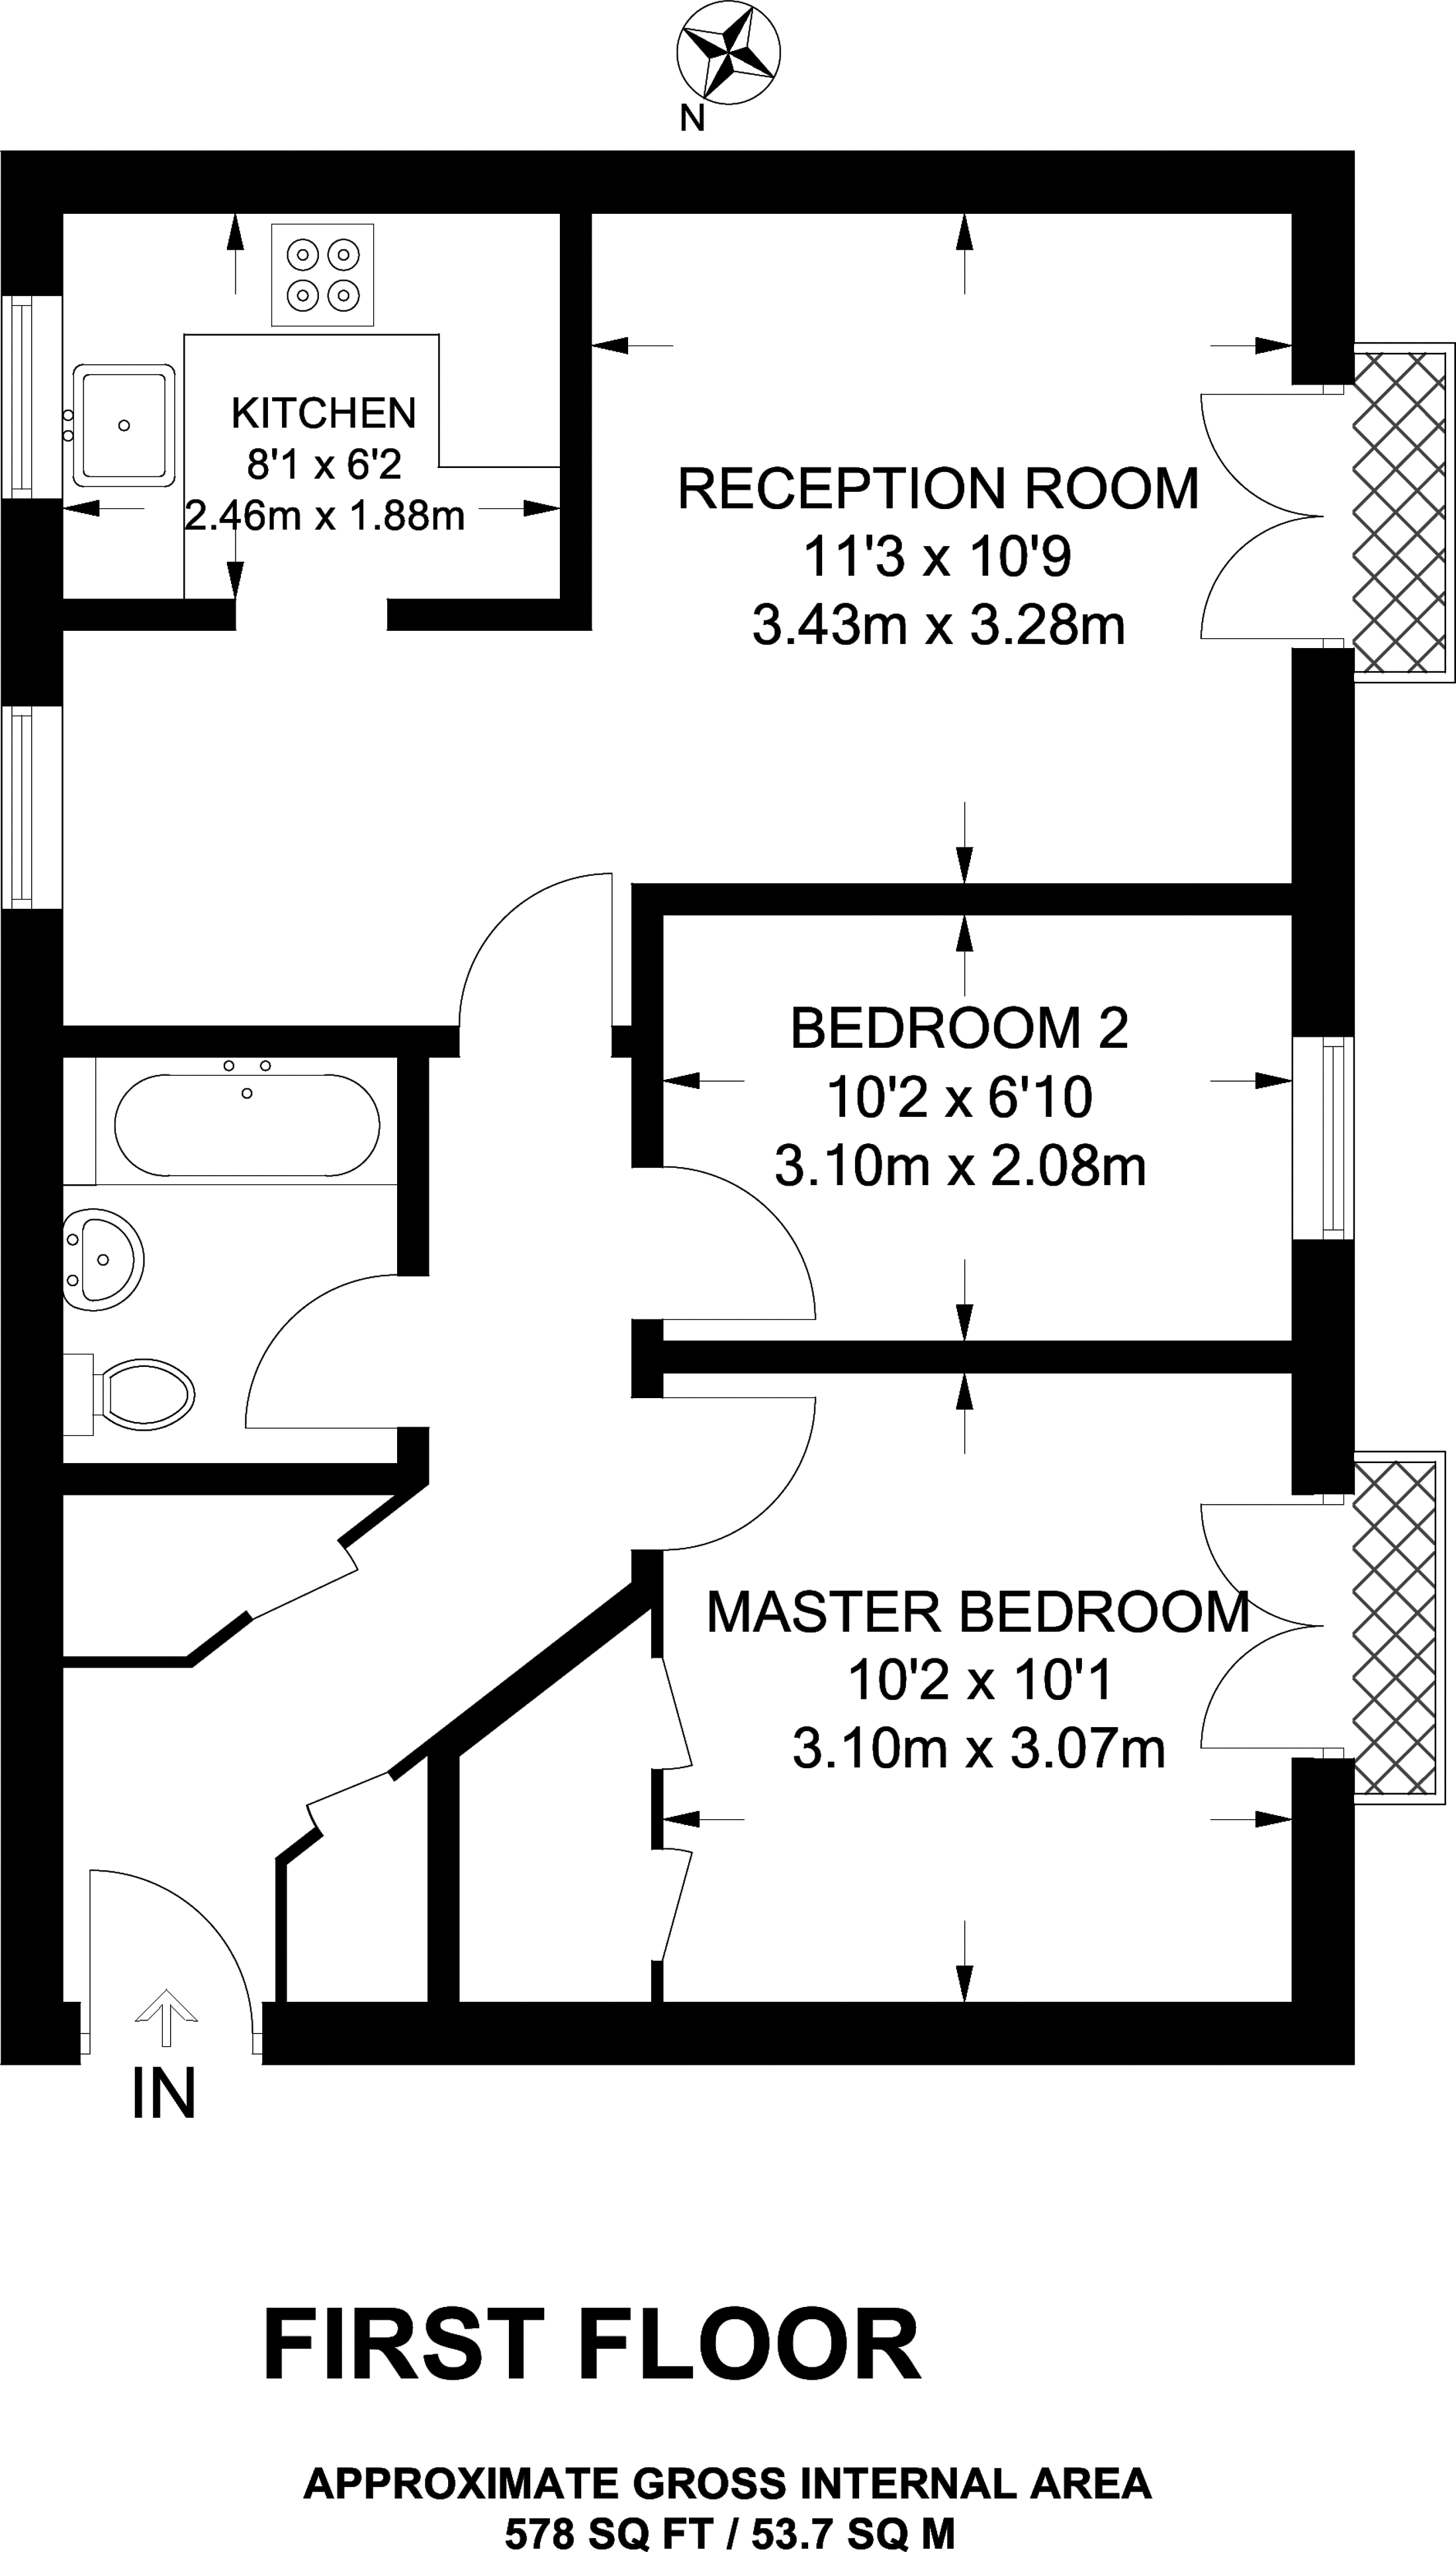 N
KITCHEN
8'1 x 6'2
2.46m x 1.88m
RECEPTION ROOM
11'3 x 10'9
3.43m x 3.28m
BEDROOM 2
10'2 x 6'10
3.10m x 2.08m
MASTER BEDROOM
10'2 x 10'1
3.10m x 3.07m
IN
FIRST FLOOR
APPROXIMATE GROSS INTERNAL AREA
578 SQ FT / 53.7 SQ M